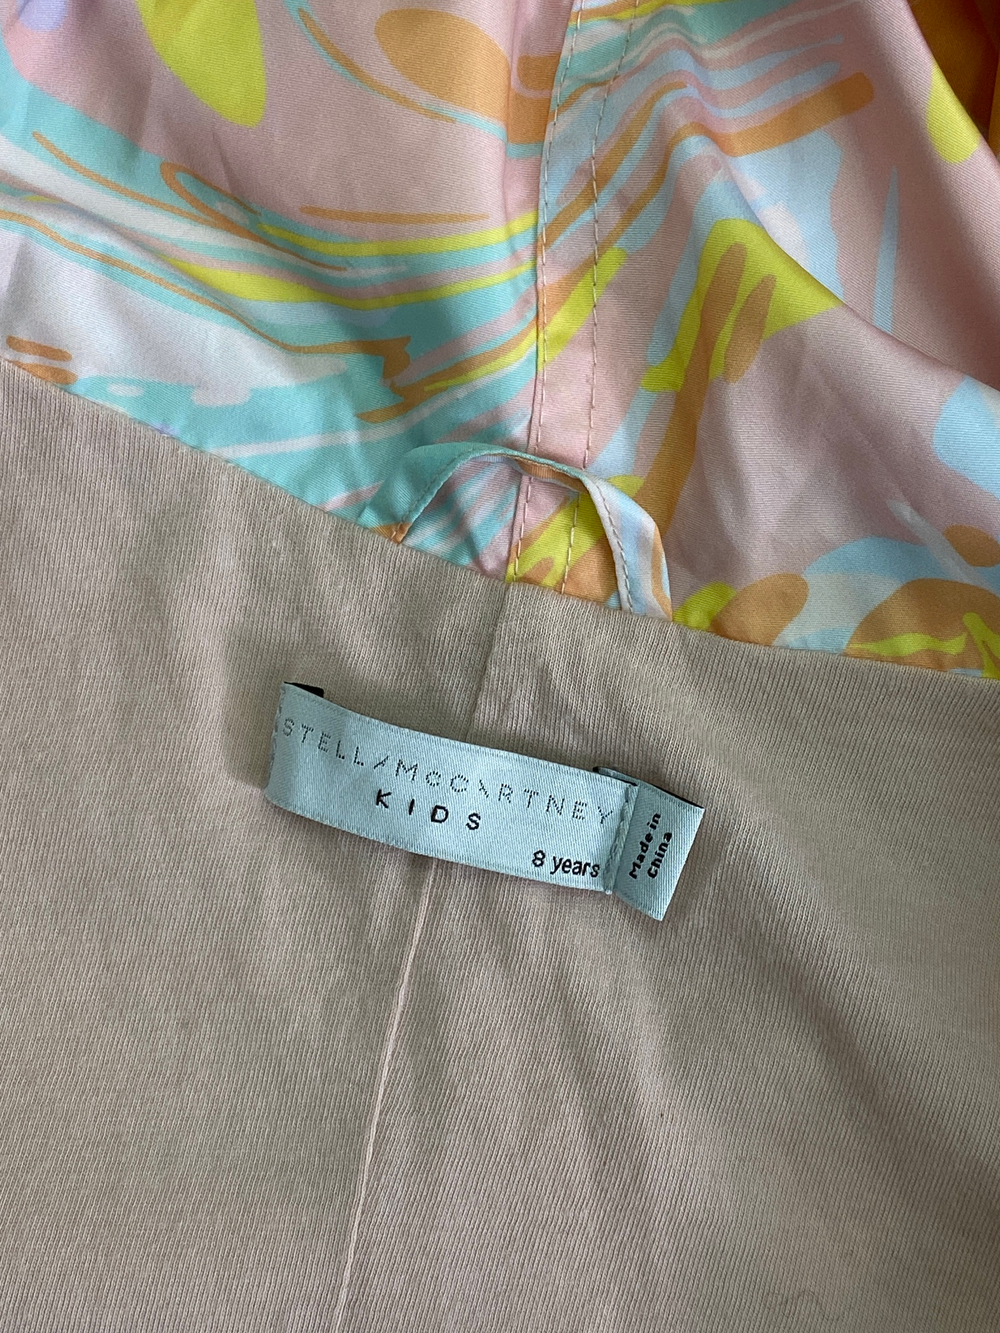 STELLA McCARTNEY
KIDS
8 years
Made in
China